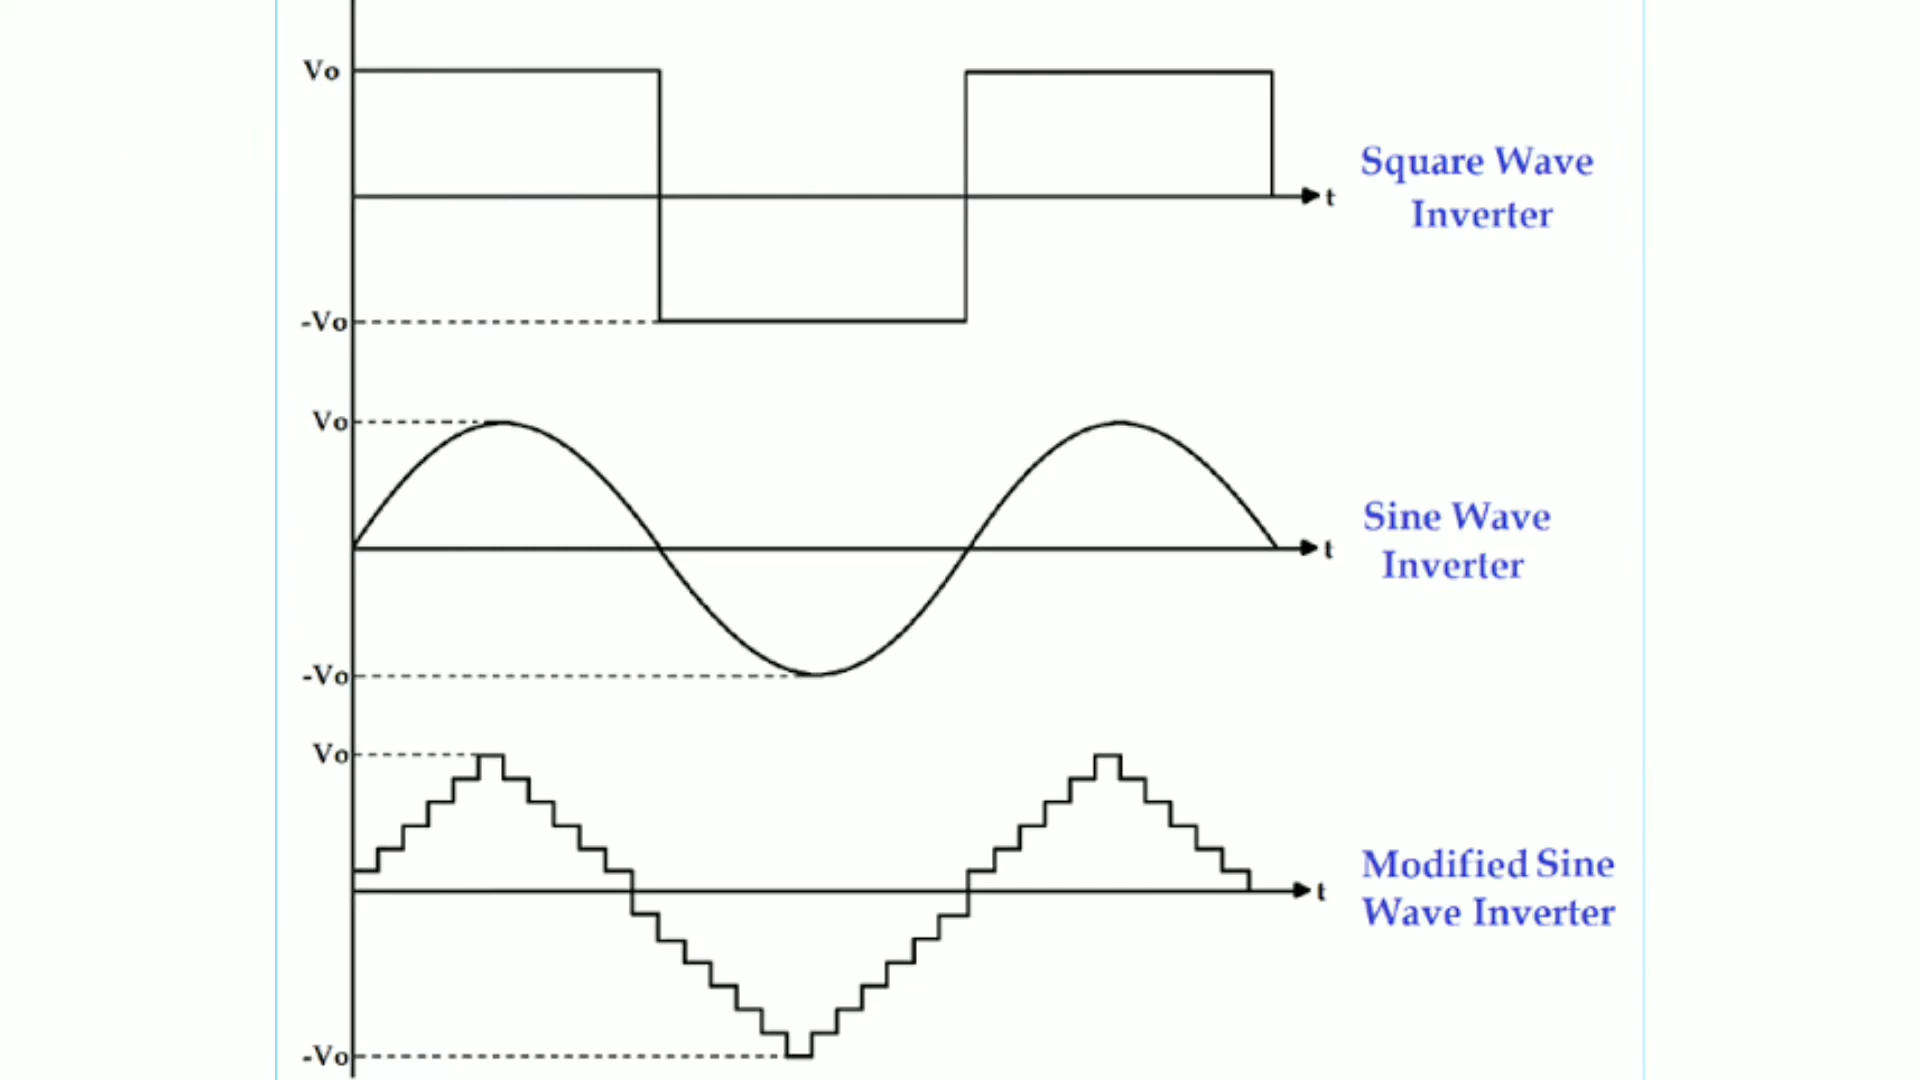 Vo
Square Wave
t
Inverter
-Vo
Vo
Sine Wave
t
Inverter
-Vo
Vo
Modified Sine
t
Wave Inverter
-Vo